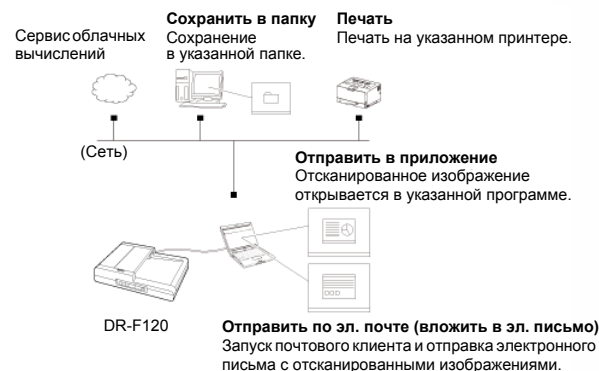 Сервис облачных
вычислений
Сохранить в папку
Сохранение
в указанной папке.
Печать
Печать на указанном принтере.
(Сеть)
Отправить в приложение
Отсканированное изображение
открывается в указанной программе.
DR-F120
Отправить по эл. почте (вложить в эл. письмо)
Запуск почтового клиента и отправка электронного
письма с отсканированными изображениями.